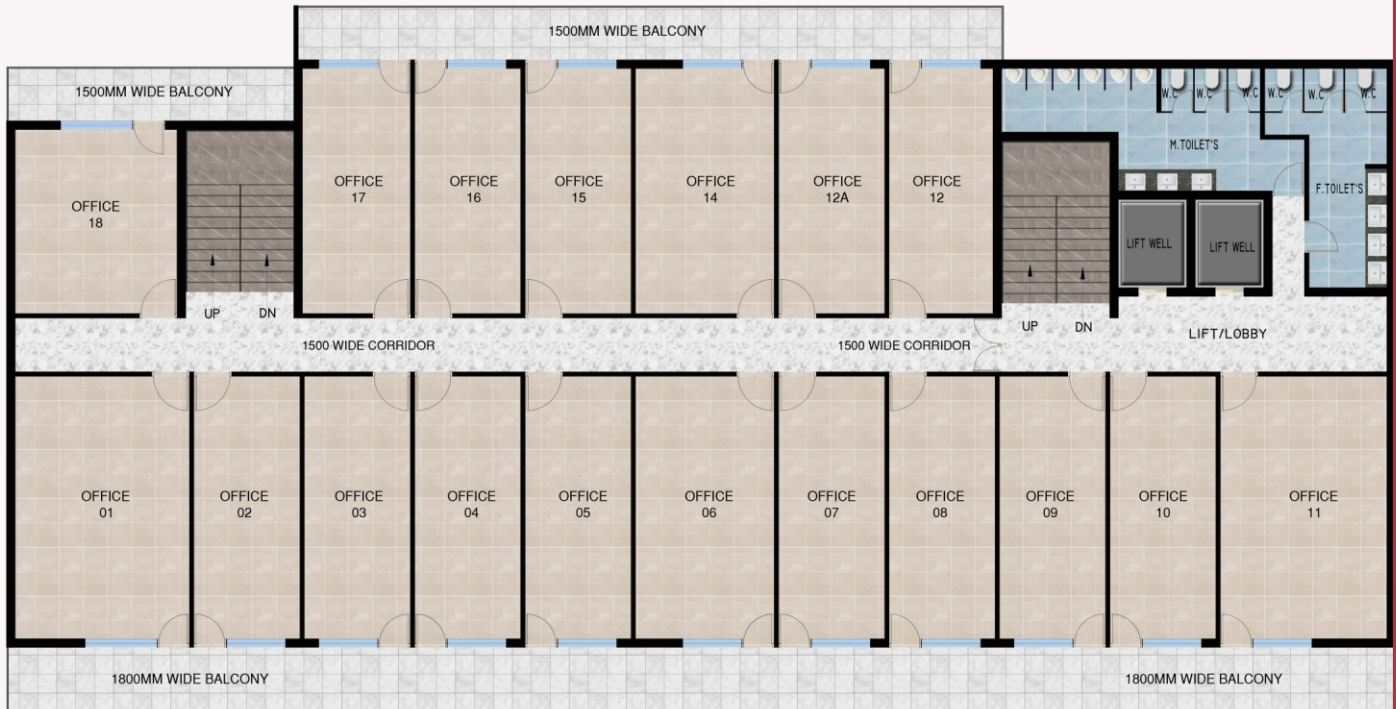 1500MM WIDE BALCONY
1500MM WIDE BALCONY
W.C
W.C
W.C
W.C
W.C
W.C
M.TOILET'S
F.TOILET'S
OFFICE
18
OFFICE
17
OFFICE
16
OFFICE
15
OFFICE
14
OFFICE
12A
OFFICE
12
LIFT WELL
LIFT WELL
UP
DN
UP
DN
LIFT/LOBBY
1500 WIDE CORRIDOR
1500 WIDE CORRIDOR
OFFICE
01
OFFICE
02
OFFICE
03
OFFICE
04
OFFICE
05
OFFICE
06
OFFICE
07
OFFICE
08
OFFICE
09
OFFICE
10
OFFICE
11
1800MM WIDE BALCONY
1800MM WIDE BALCONY